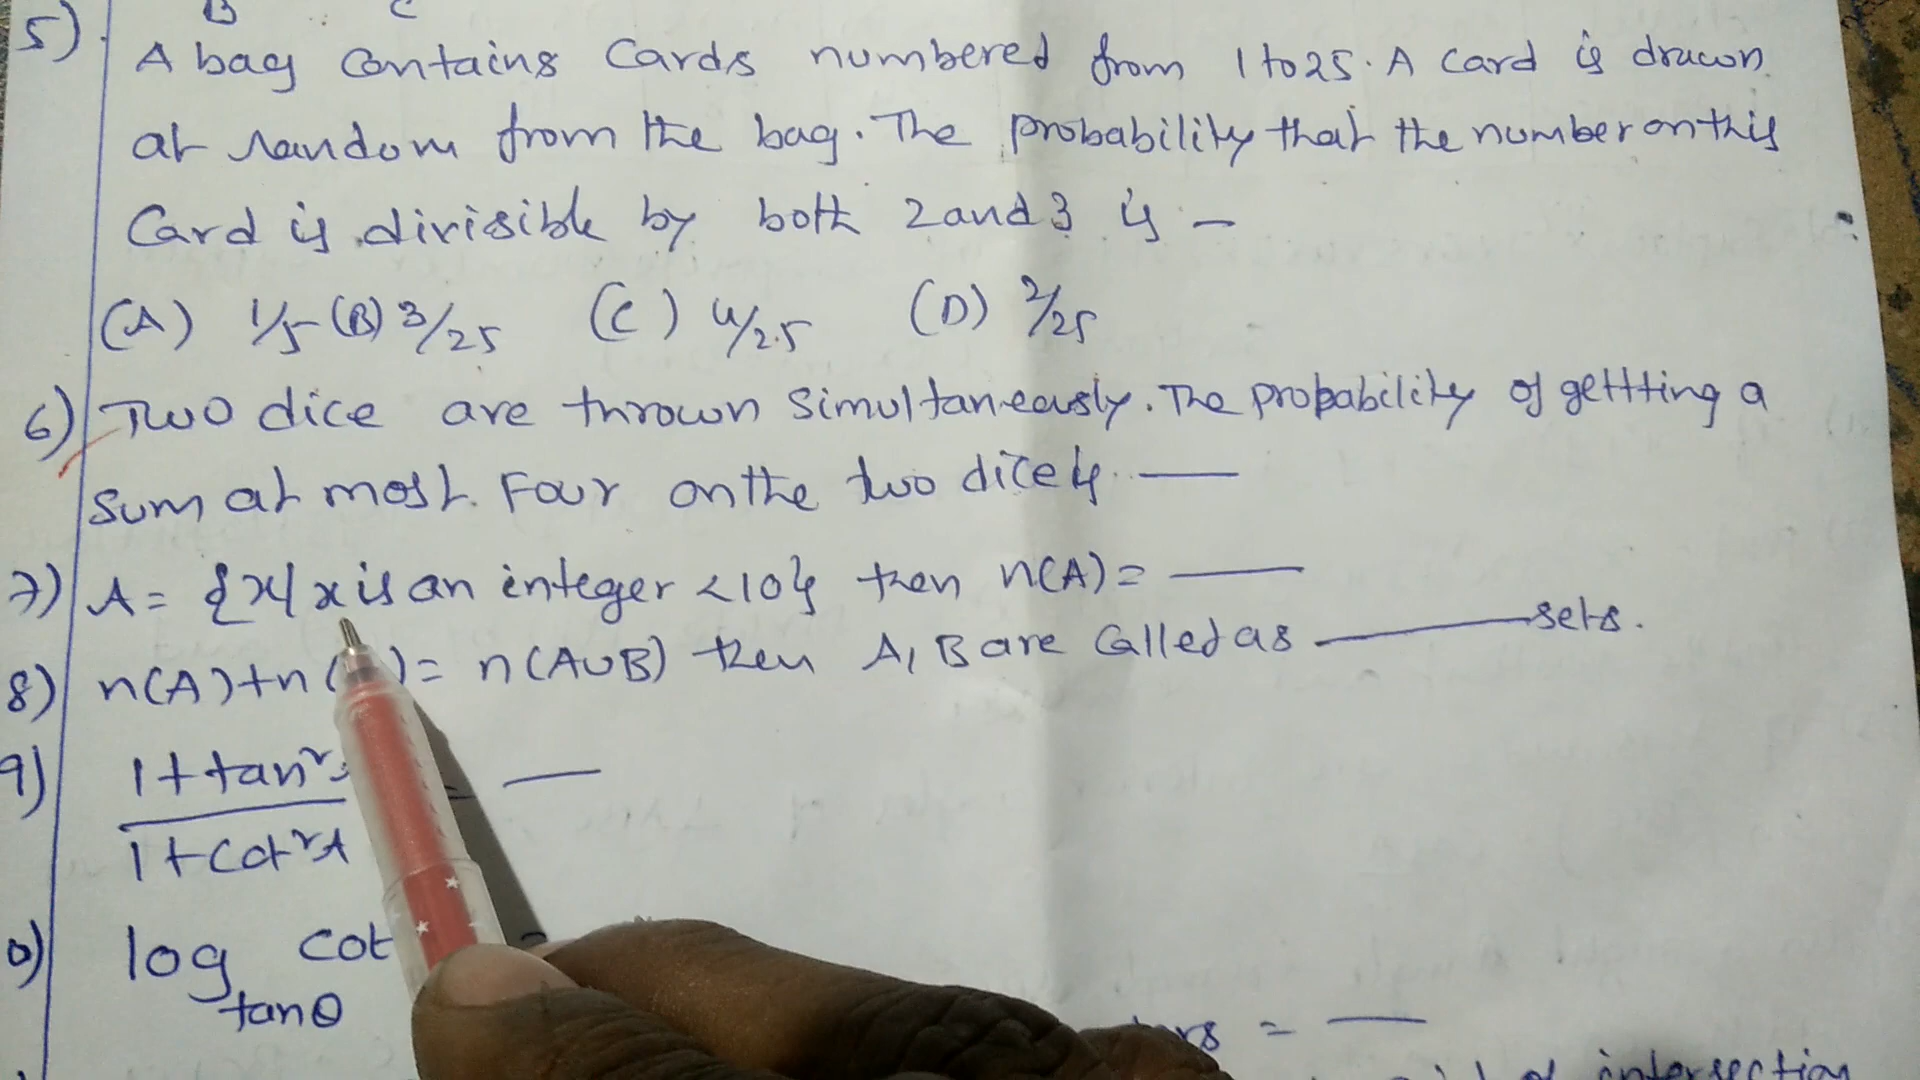 B C
5) A bag contains cards numbered from 1 to 25. A card is drawn
at random from the bag. The probability that the number on this
Card is divisible by both 2 and 3 is —
(A) 1/5 (B) 3/25 (C) 4/25 (D) 2/25
6) Two dice are thrown simultaneously. The probability of gettting a
sum at most Four on the two dice is —
7) A = {x/x is an integer <10} then n(A) = —
8) n(A)+n( ) = n(AUB) then A, B are Called as — sets.
9) 1+tan² = —
1+cot²A
0) log cot
tanθ
= —
intersection